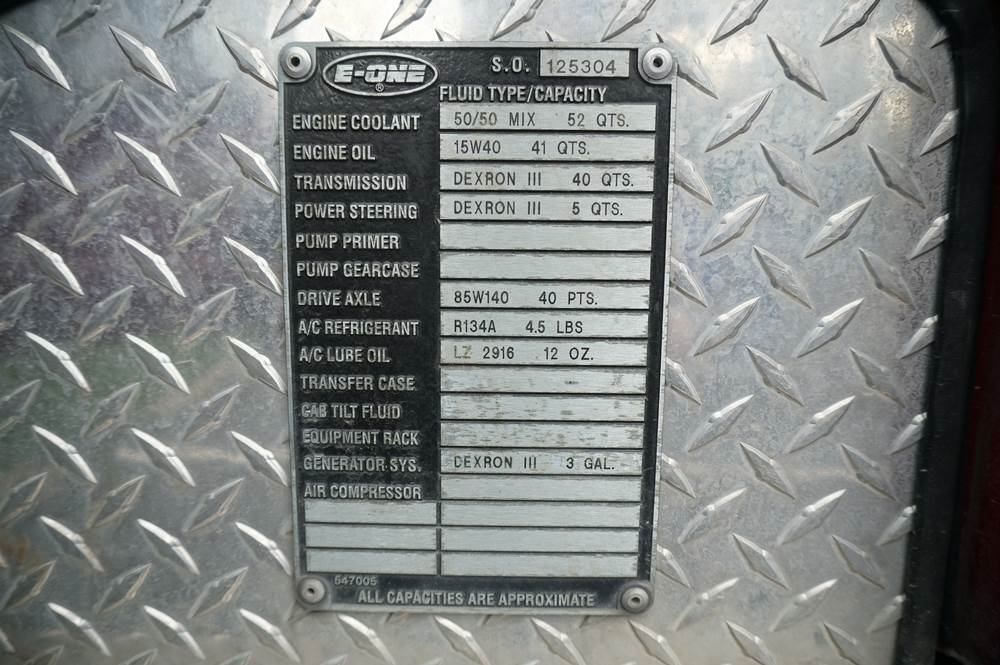 E-ONE ® S.O. 125304
FLUID TYPE/CAPACITY
ENGINE COOLANT 50/50 MIX 52 QTS.
ENGINE OIL 15W40 41 QTS.
TRANSMISSION DEXRON III 40 QTS.
POWER STEERING DEXRON III 5 QTS.
PUMP PRIMER
PUMP GEARCASE
DRIVE AXLE 85W140 40 PTS.
A/C REFRIGERANT R134A 4.5 LBS
A/C LUBE OIL LZ 2916 12 OZ.
TRANSFER CASE
CAB TILT FLUID
EQUIPMENT RACK
GENERATOR SYS. DEXRON III 3 GAL.
AIR COMPRESSOR
547005
ALL CAPACITIES ARE APPROXIMATE